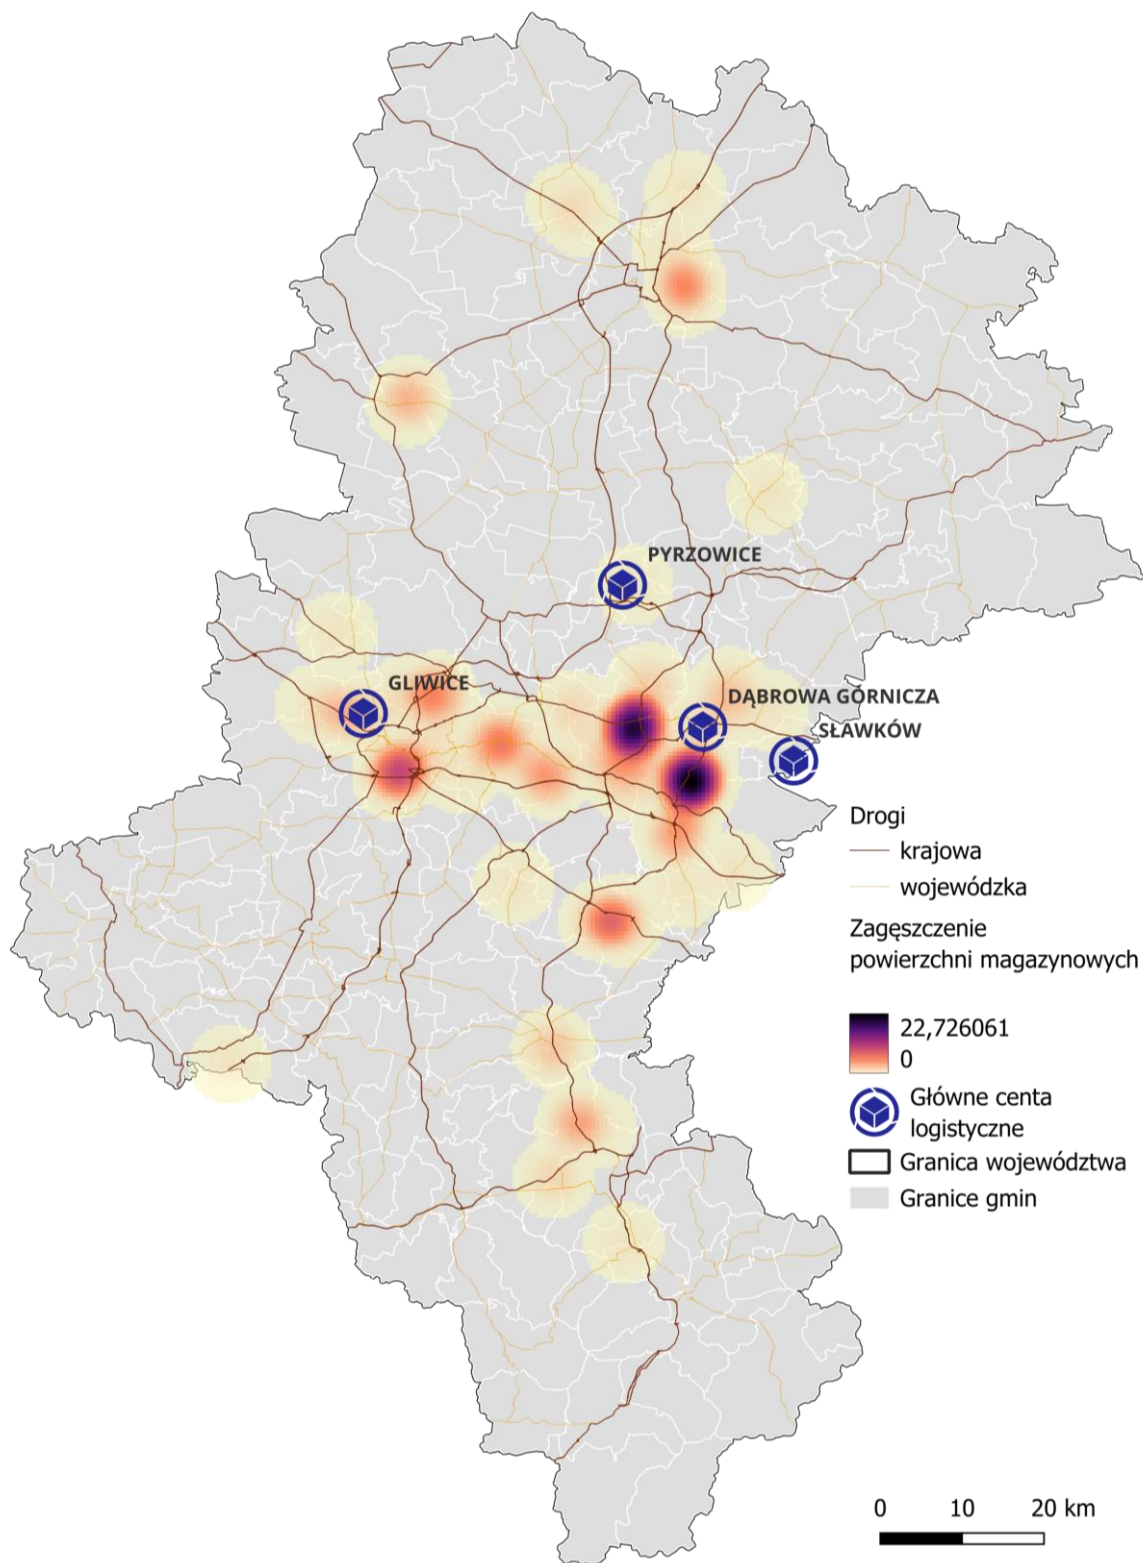 PYRZOWICE
GLIWICE
DĄBROWA GÓRNICZA
SŁAWKÓW
Drogi
krajowa
wojewódzka
Zagęszczenie
powierzchni magazynowych
22,726061
0
Główne centa
logistyczne
Granica województwa
Granice gmin
0 10 20 km